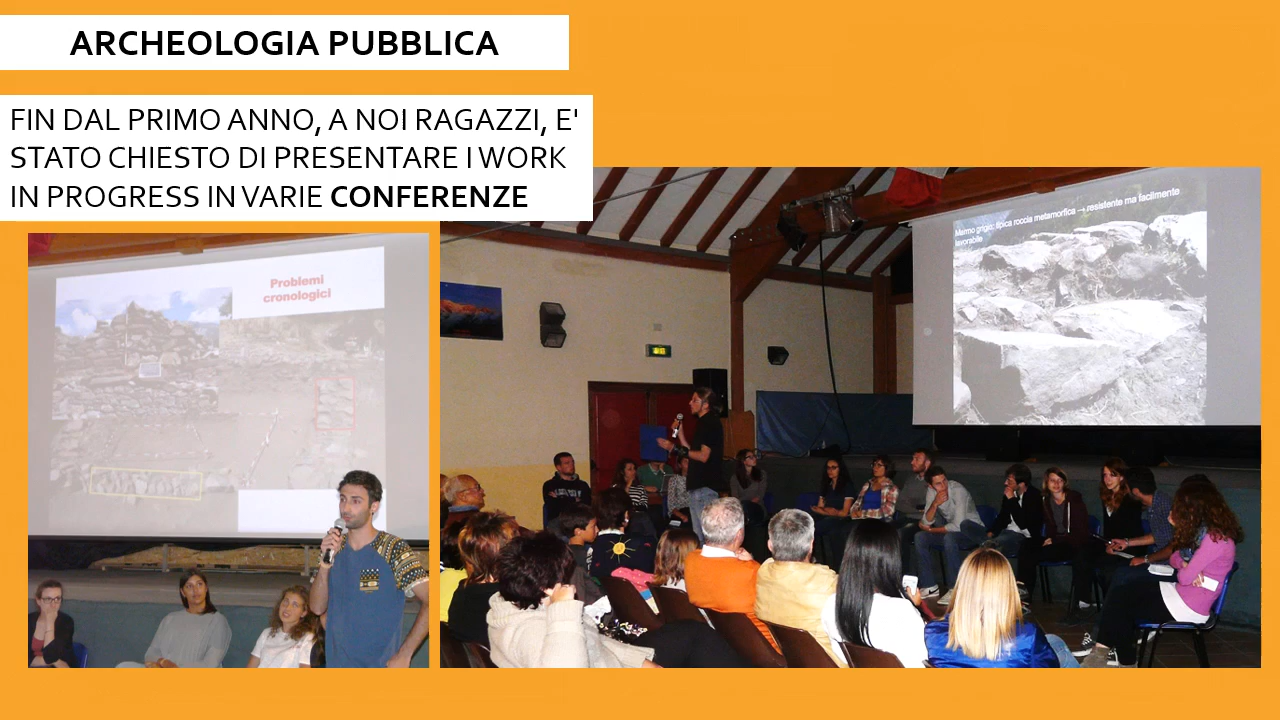 ARCHEOLOGIA PUBBLICA
FIN DAL PRIMO ANNO, A NOI RAGAZZI, E'
STATO CHIESTO DI PRESENTARE I WORK
IN PROGRESS IN VARIE CONFERENZE
Problemi
cronologici
Marmo grigio: tipica roccia metamorfica → resistente ma facilmente
lavorabile